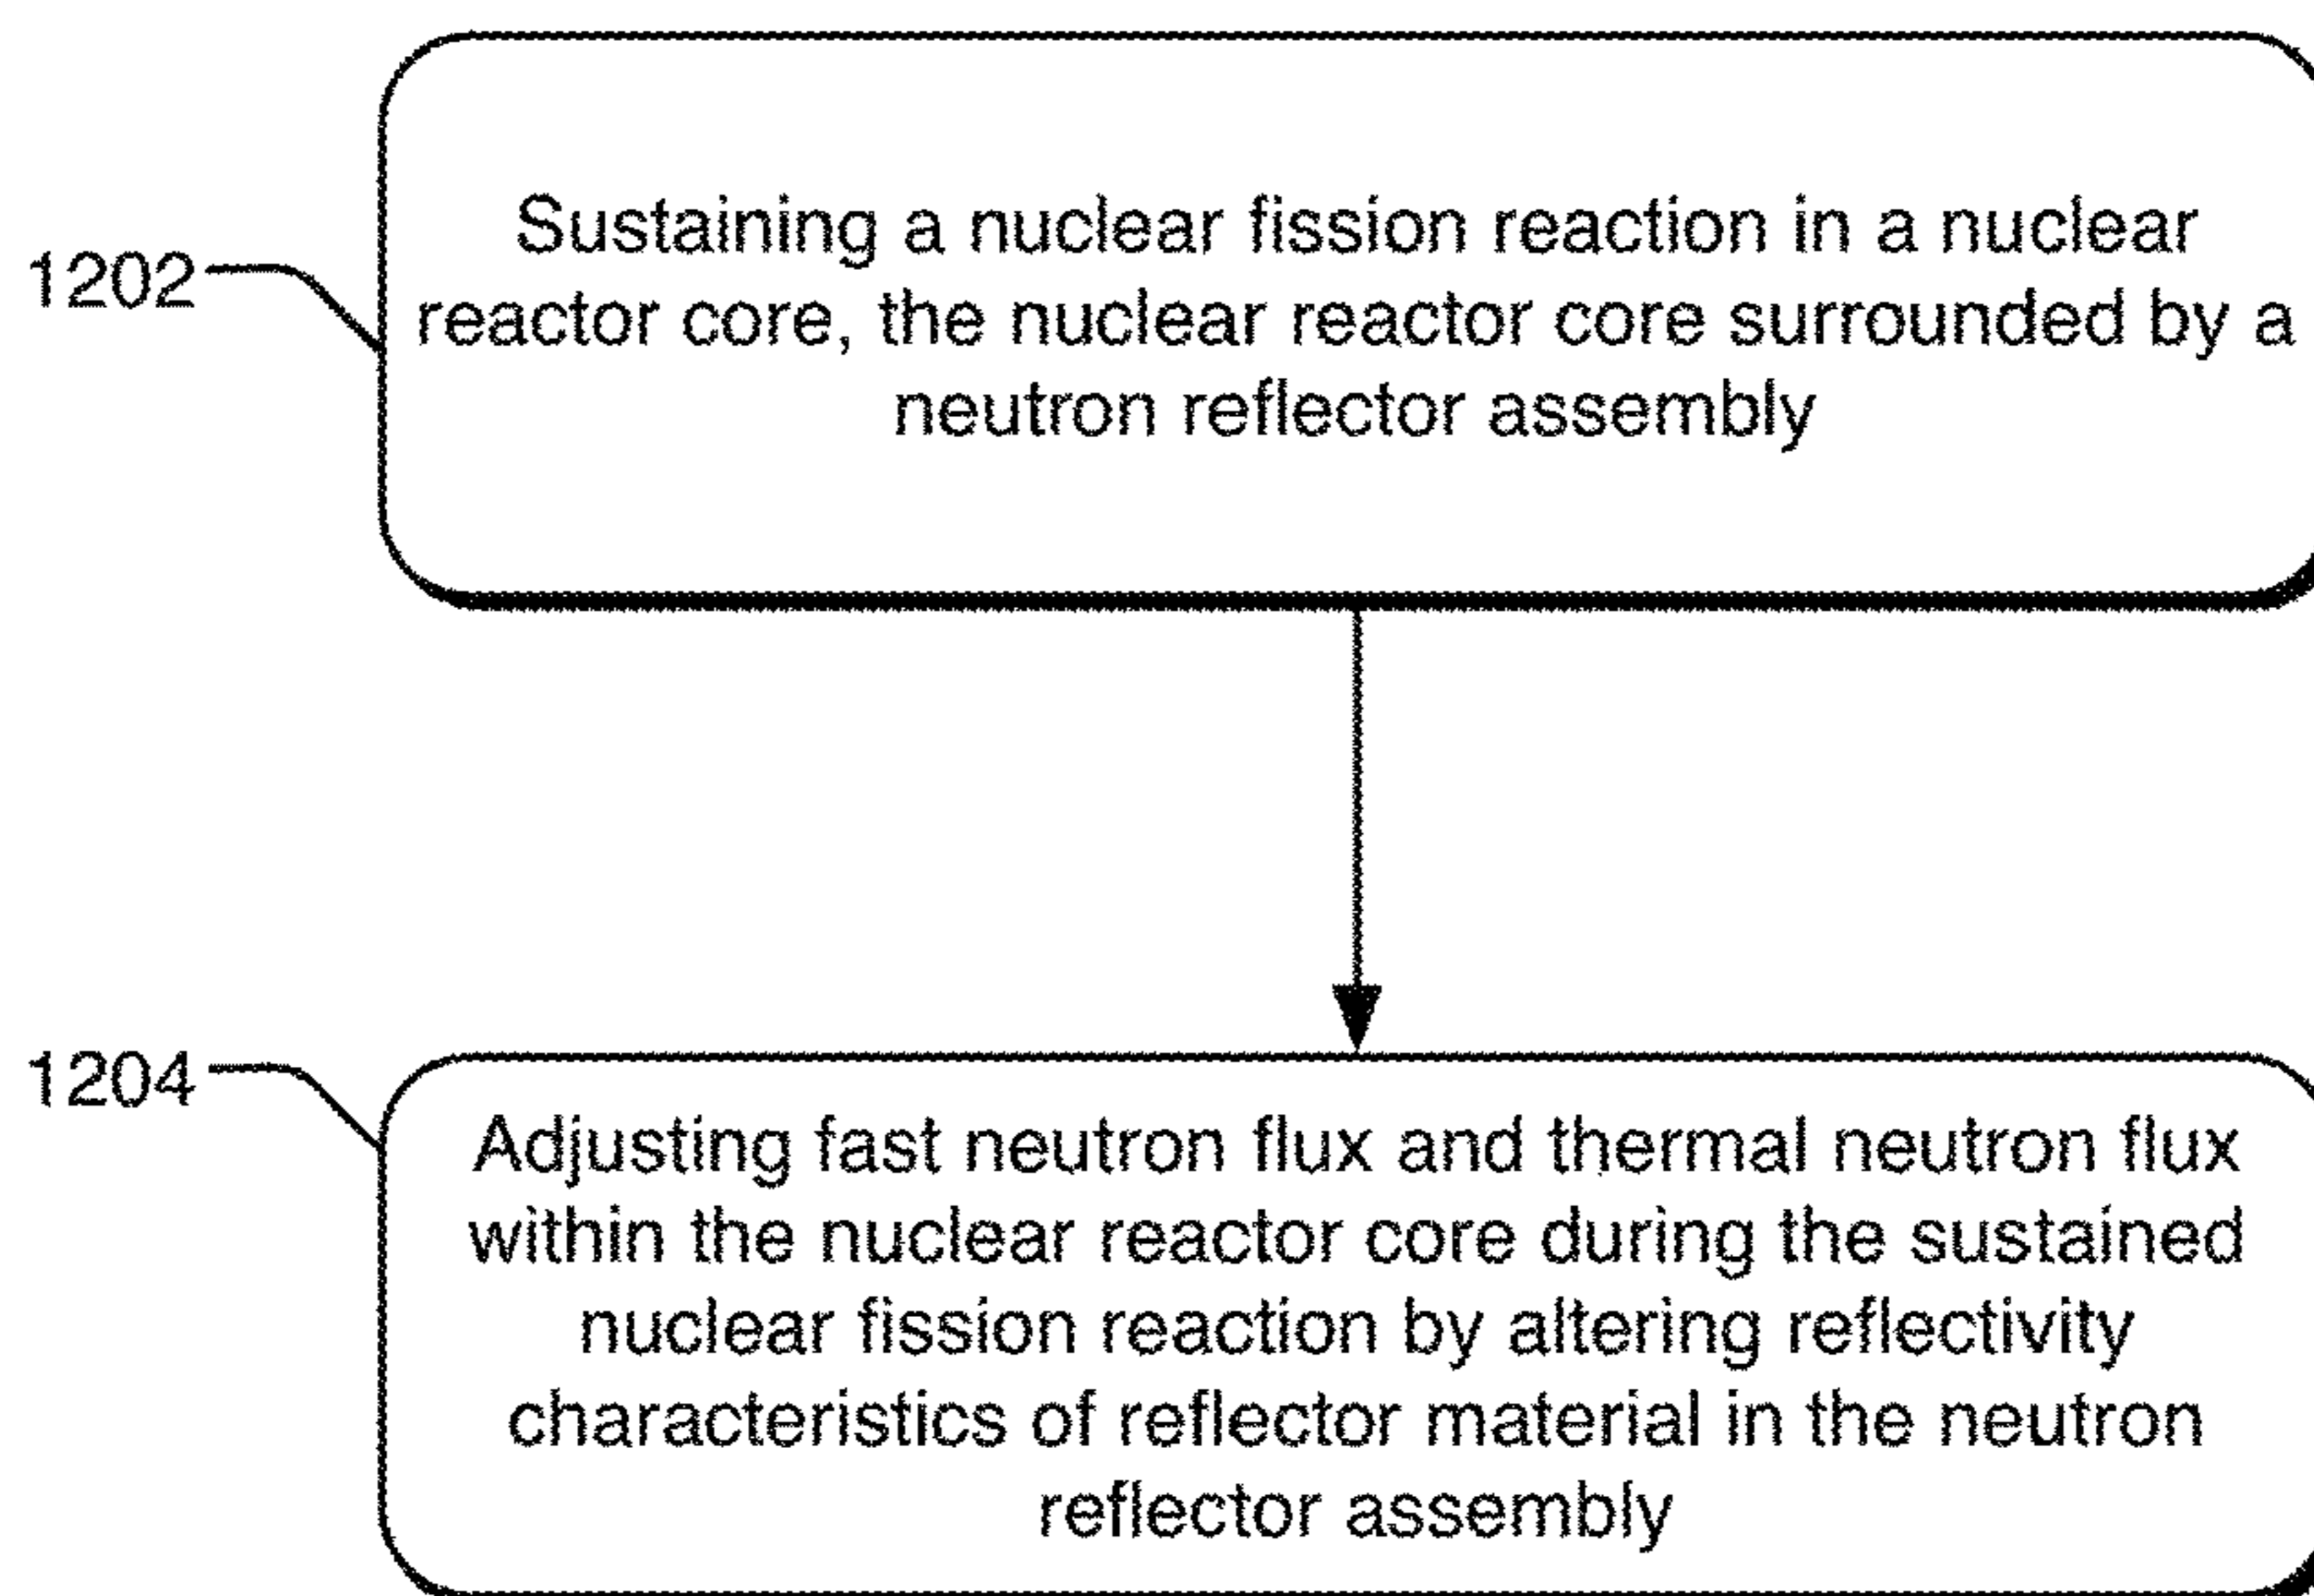 1202
Sustaining a nuclear fission reaction in a nuclear
reactor core, the nuclear reactor core surrounded by a
neutron reflector assembly
1204
Adjusting fast neutron flux and thermal neutron flux
within the nuclear reactor core during the sustained
nuclear fission reaction by altering reflectivity
characteristics of reflector material in the neutron
reflector assembly